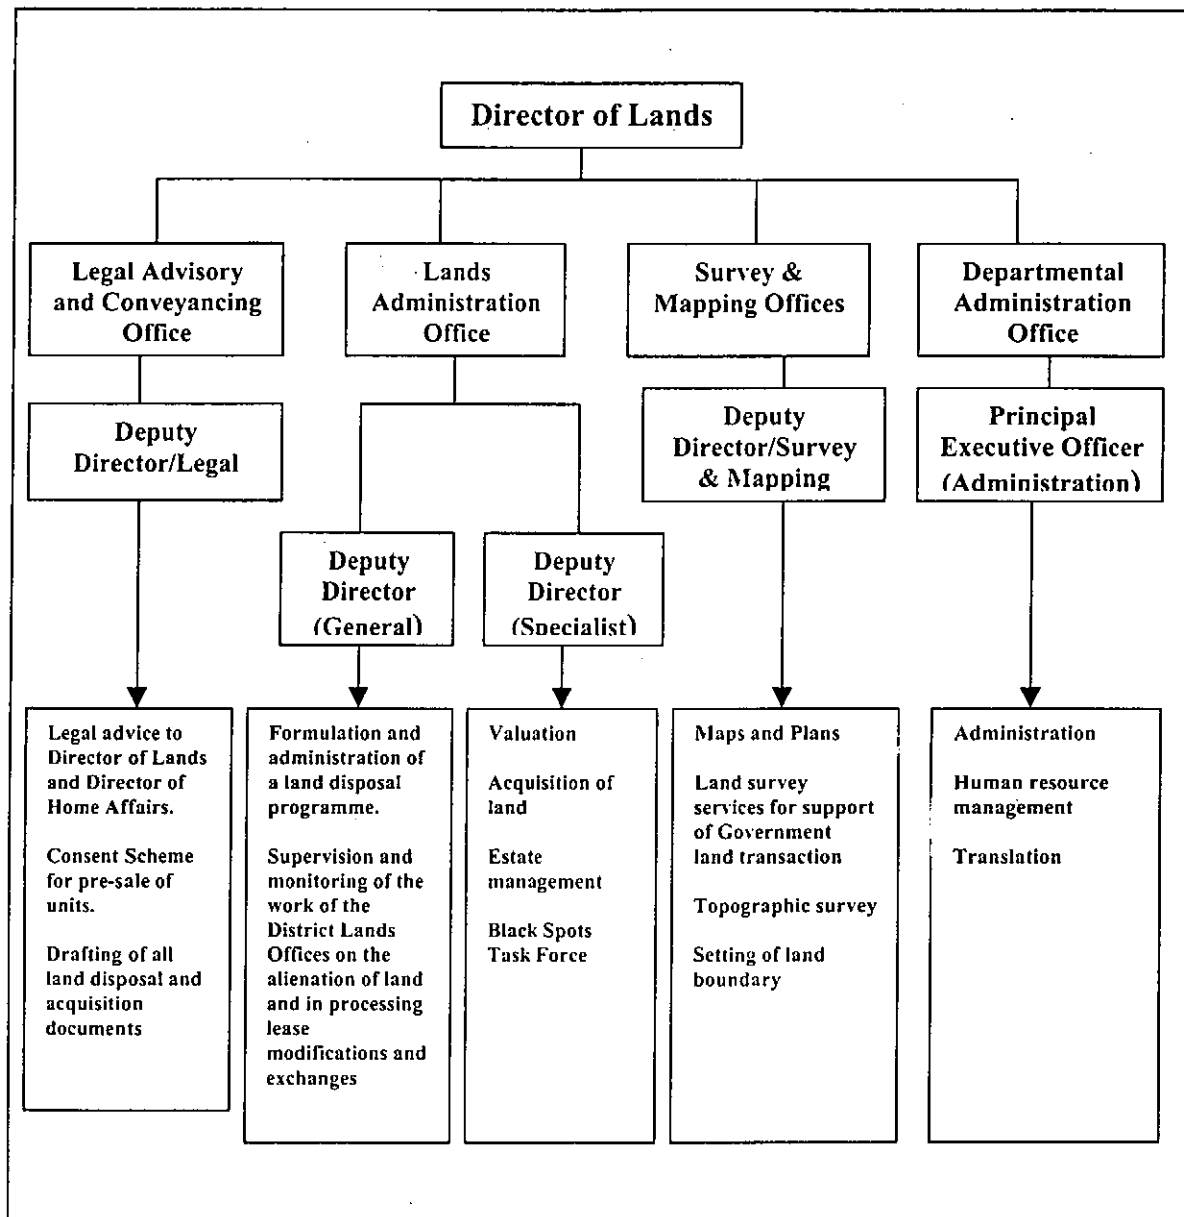 Director of Lands
Legal Advisory
and Conveyancing
Office
Lands
Administration
Office
Survey &
Mapping Offices
Departmental
Administration
Office
Deputy
Director/Legal
Deputy
Director/Survey
& Mapping
Principal
Executive Officer
(Administration)
Deputy
Director
(General)
Deputy
Director
(Specialist)
Legal advice to
Director of Lands
and Director of
Home Affairs.
Consent Scheme
for pre-sale of
units.
Drafting of all
land disposal and
acquisition
documents
Formulation and
administration of
a land disposal
programme.
Supervision and
monitoring of the
work of the
District Lands
Offices on the
alienation of land
and in processing
lease
modifications and
exchanges
Valuation
Acquisition of
land
Estate
management
Black Spots
Task Force
Maps and Plans
Land survey
services for support
of Government
land transaction
Topographic survey
Setting of land
boundary
Administration
Human resource
management
Translation